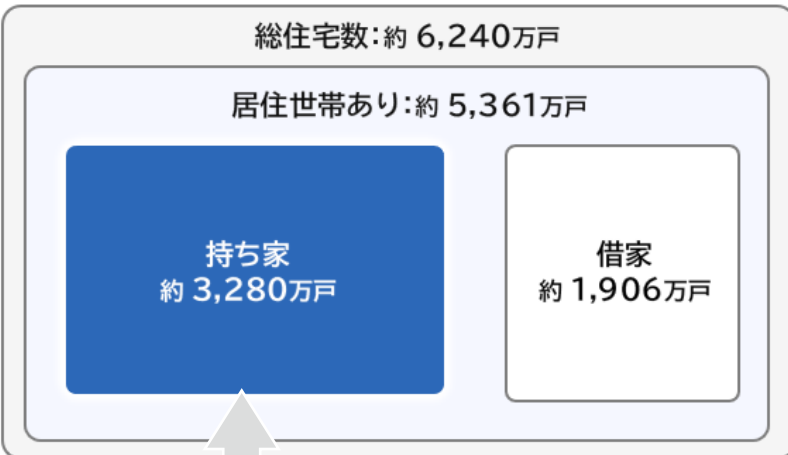 総住宅数:約 6,240万戸
居住世帯あり:約 5,361万戸
持ち家
約 3,280万戸
借家
約 1,906万戸